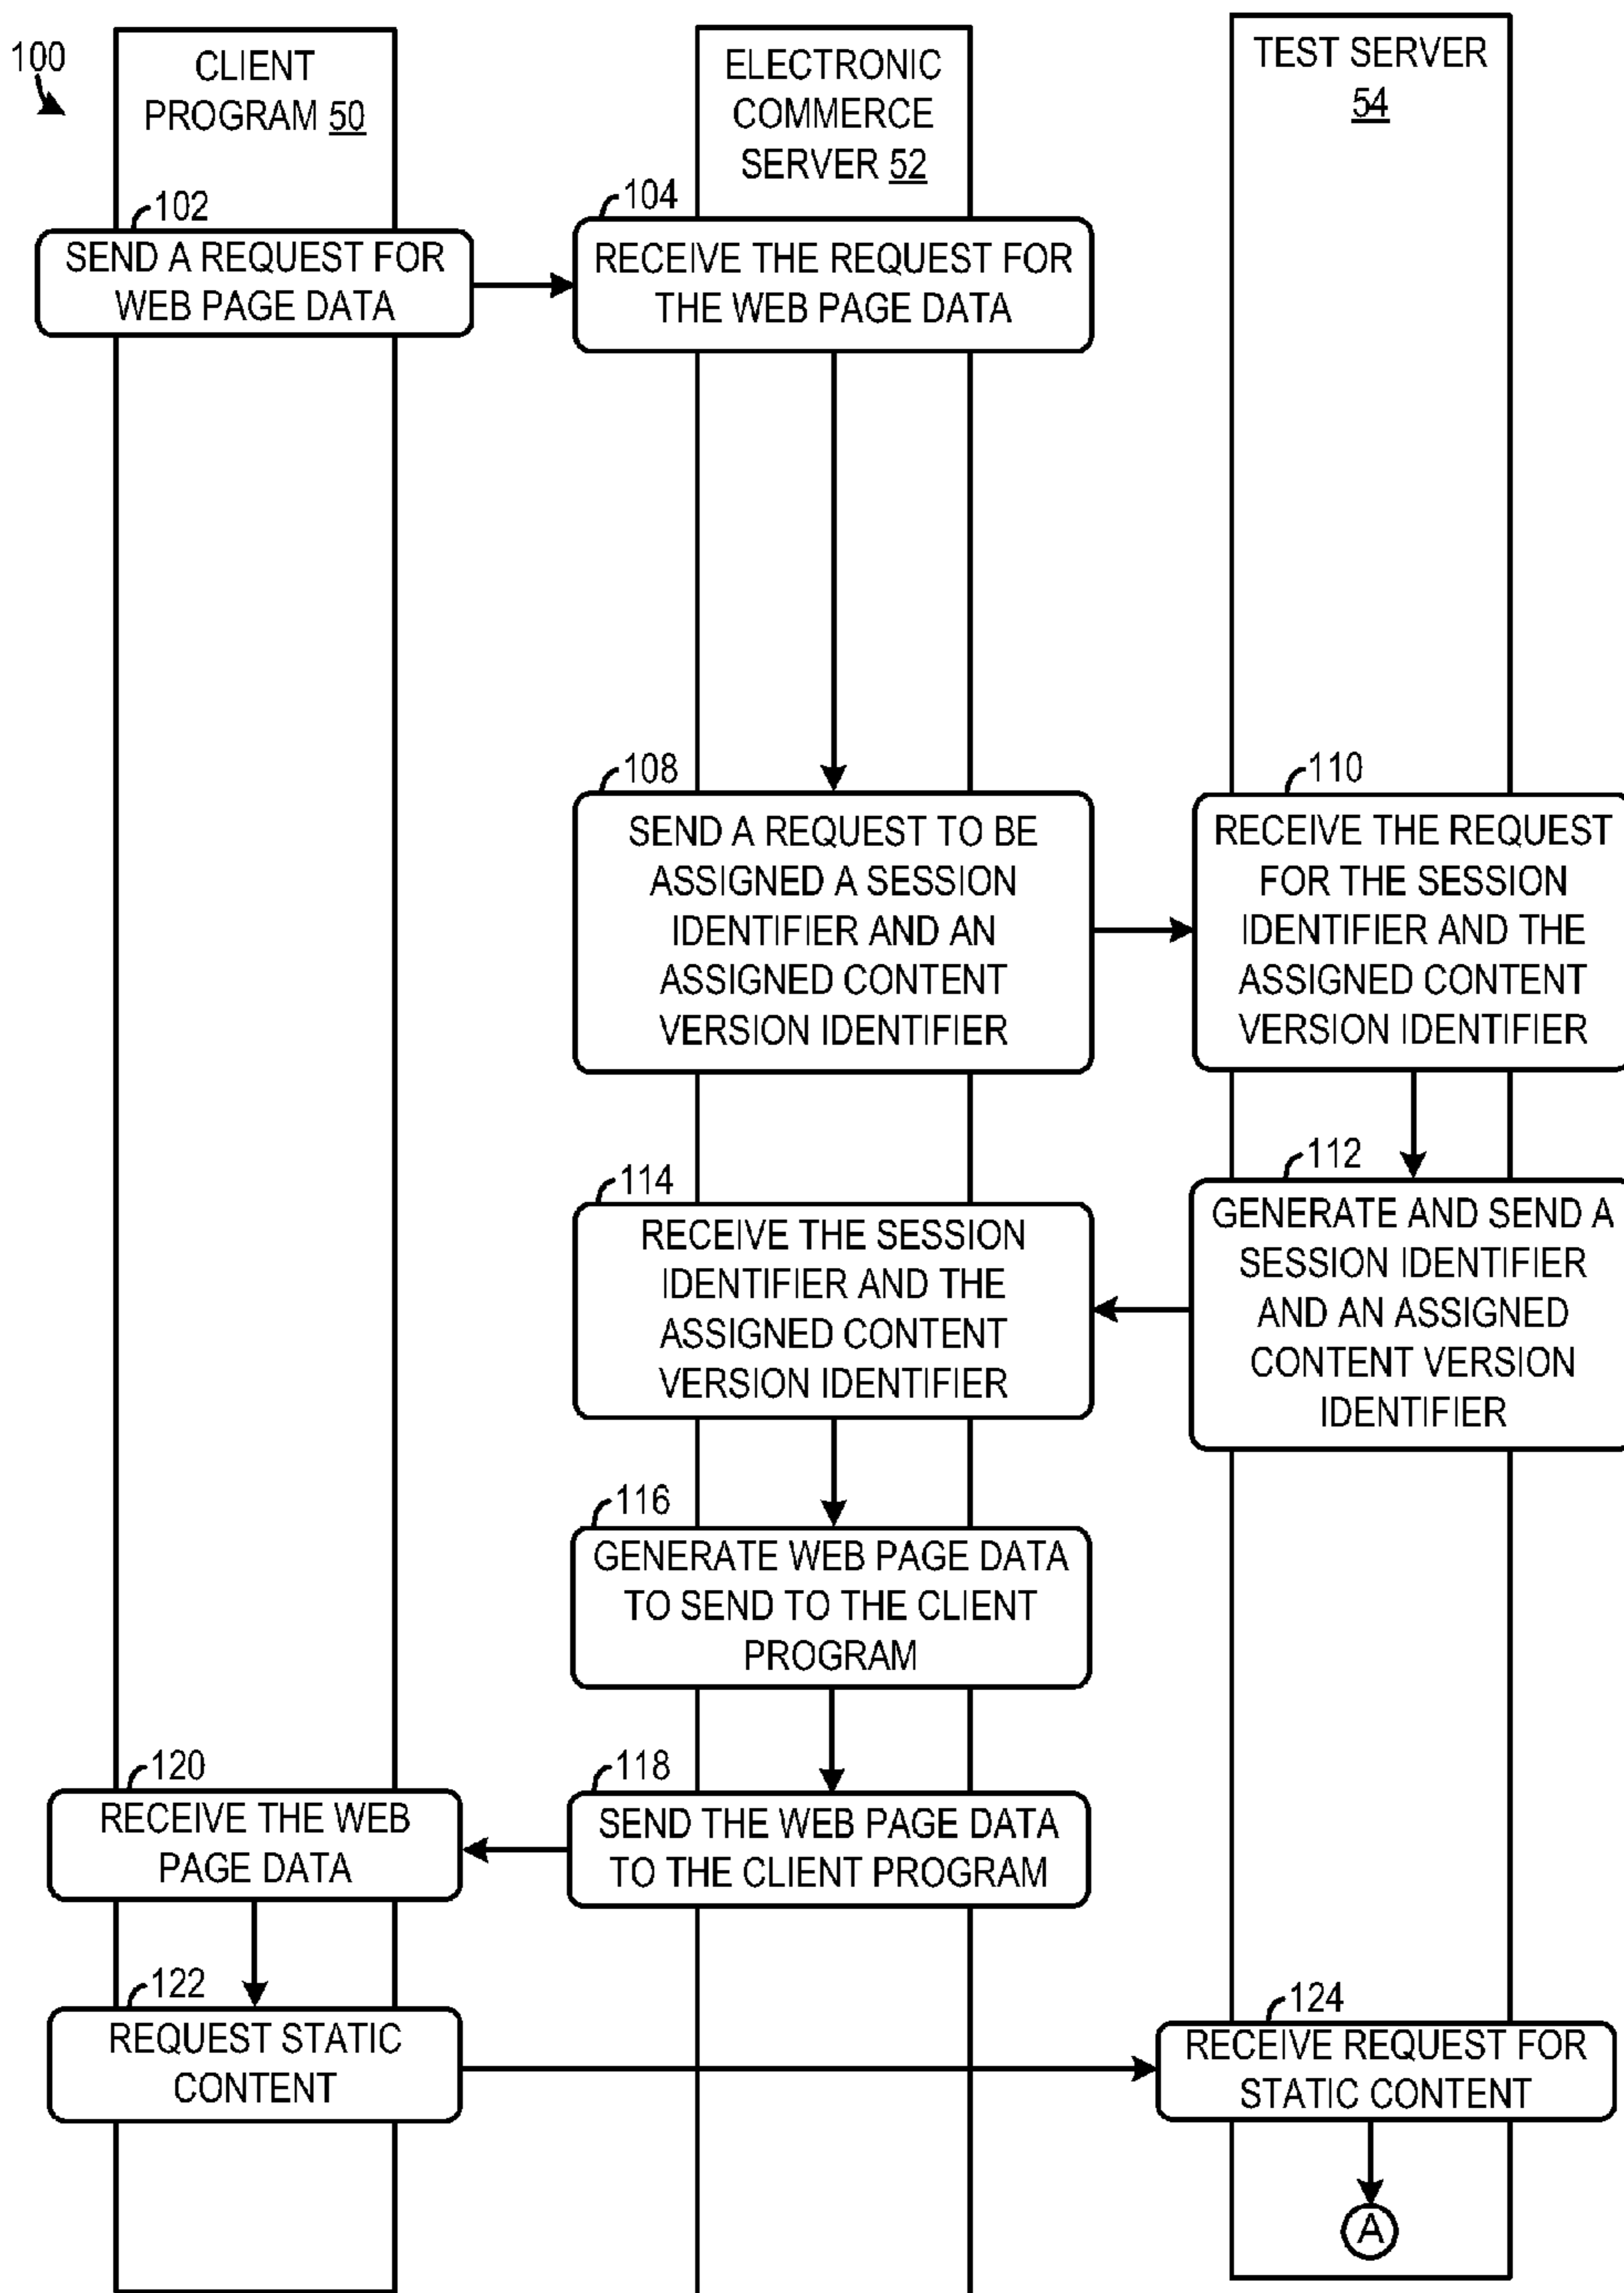 100
CLIENT
PROGRAM 50
ELECTRONIC
COMMERCE
SERVER 52
TEST SERVER
54
102
SEND A REQUEST FOR
WEB PAGE DATA
104
RECEIVE THE REQUEST FOR
THE WEB PAGE DATA
108
SEND A REQUEST TO BE
ASSIGNED A SESSION
IDENTIFIER AND AN
ASSIGNED CONTENT
VERSION IDENTIFIER
110
RECEIVE THE REQUEST
FOR THE SESSION
IDENTIFIER AND THE
ASSIGNED CONTENT
VERSION IDENTIFIER
112
GENERATE AND SEND A
SESSION IDENTIFIER
AND AN ASSIGNED
CONTENT VERSION
IDENTIFIER
114
RECEIVE THE SESSION
IDENTIFIER AND THE
ASSIGNED CONTENT
VERSION IDENTIFIER
116
GENERATE WEB PAGE DATA
TO SEND TO THE CLIENT
PROGRAM
118
SEND THE WEB PAGE DATA
TO THE CLIENT PROGRAM
120
RECEIVE THE WEB
PAGE DATA
122
REQUEST STATIC
CONTENT
124
RECEIVE REQUEST FOR
STATIC CONTENT
A